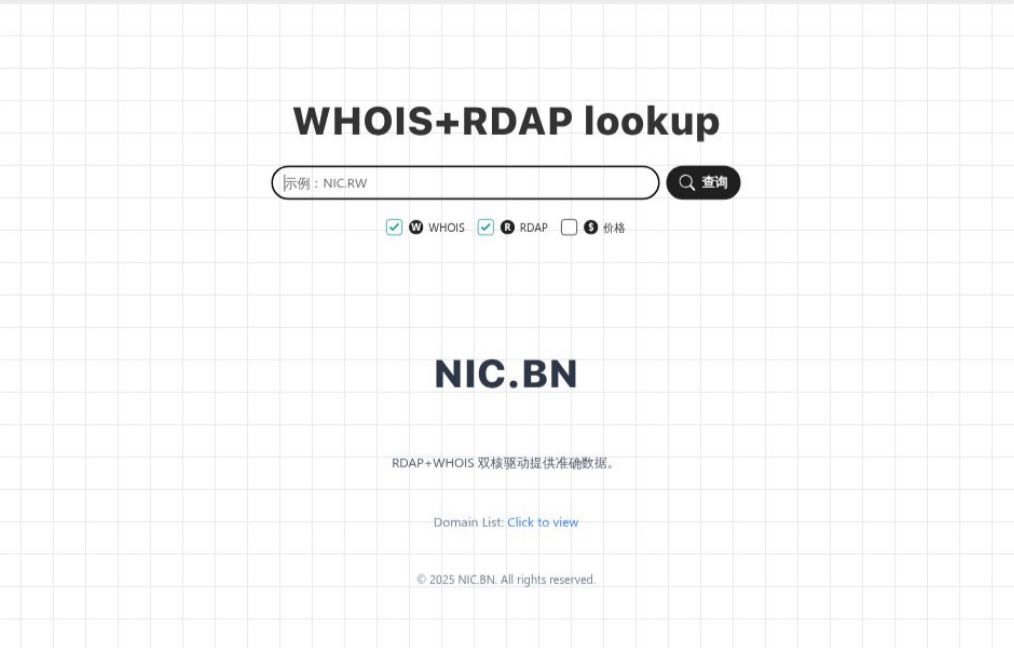 WHOIS+RDAP lookup
示例：NIC.RW
查询
W WHOIS R RDAP $ 价格
NIC.BN
RDAP+WHOIS 双核驱动提供准确数据。
Domain List: Click to view
© 2025 NIC.BN. All rights reserved.